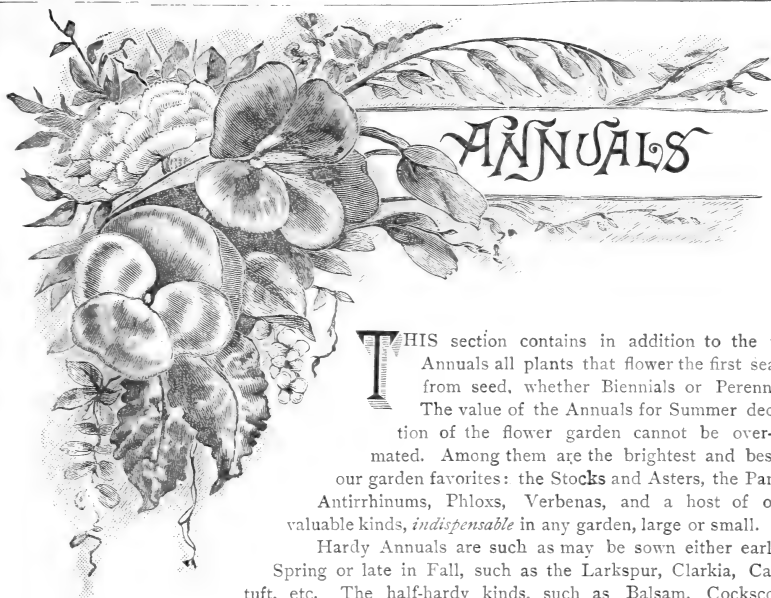 ANNUALS
THIS section contains in addition to the
Annuals all plants that flower the first sea
from seed, whether Biennials or Perenn
The value of the Annuals for Summer dec
tion of the flower garden cannot be over-
mated. Among them are the brightest and bes
our garden favorites: the Stocks and Asters, the Pan
Antirrhinums, Phloxs, Verbenas, and a host of o
valuable kinds, indispensable in any garden, large or small.
Hardy Annuals are such as may be sown either earl
Spring or late in Fall, such as the Larkspur, Clarkia, Ca
tuft, etc. The half-hardy kinds, such as Balsam, Cocksco